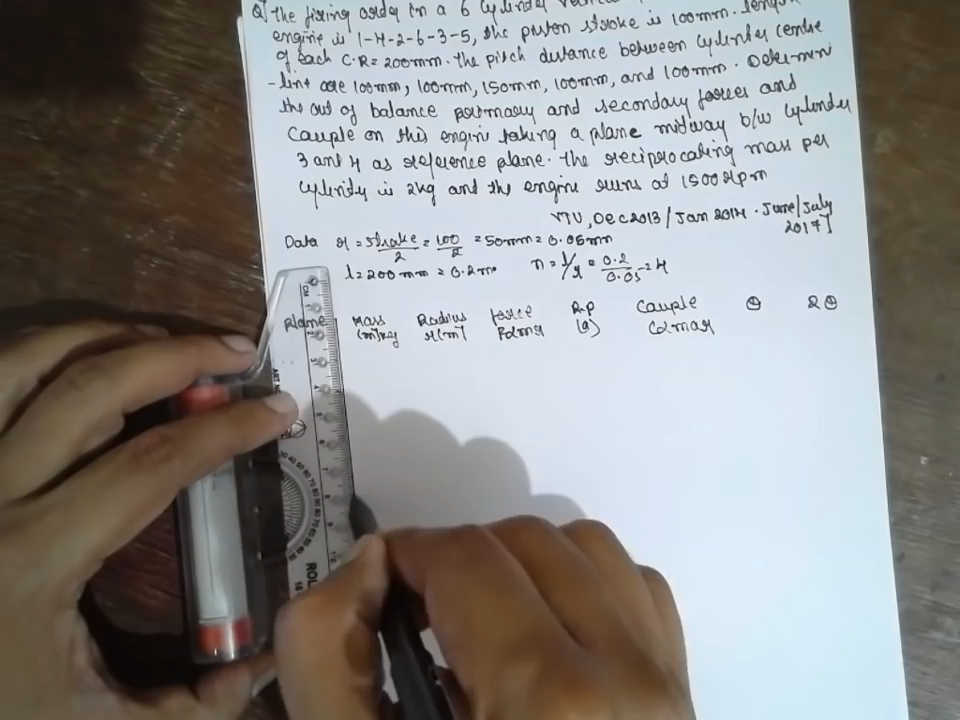 Q] The firing order in a 6 cylinder
engine is 1-4-2-6-3-5, the piston stroke is 100mm. length
of each C.R = 200mm. the pitch distance between cylinder centre
-line are 100mm, 100mm, 150mm, 100mm, and 100mm. Determin
the out of balance primary and secondary forces and
Couple on this engine taking a plane midway b/w cylinder
3 and 4 as reference plane. The reciprocating mass per
cylinder is 2kg and the engine runs at 1500 rpm
VTU, Dec 2013 / Jan 2014 . June/July
2017]
Data r = stroke/2 = 100/2 = 50mm = 0.05mm
l = 200mm = 0.2m n = l/r = 0.2/0.05 = 4
Plane Mass (m)kg Radius r(m) force R.p (a) Couple θ 2θ
CM
ROL